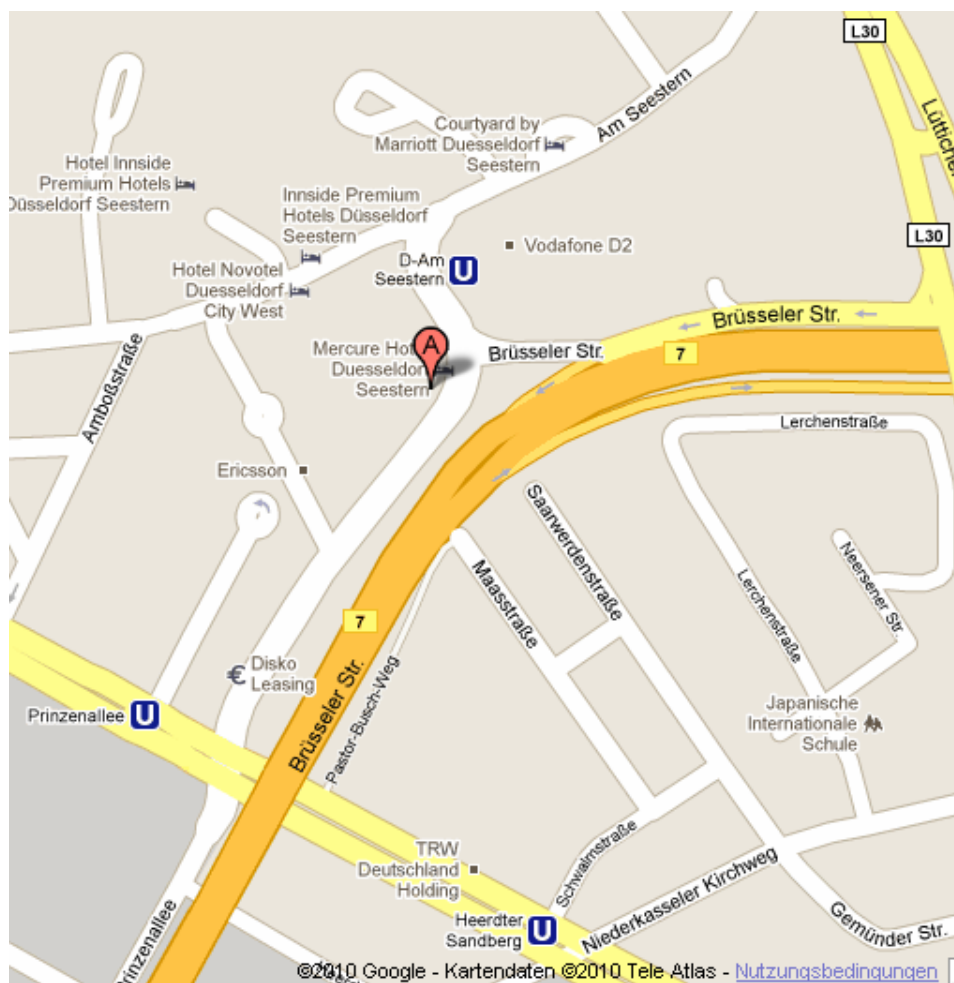 L30
Lütticher
Am Seestern
Courtyard by
Marriott Duesseldorf
Seestern
Hotel Innside
Premium Hotels
Düsseldorf Seestern
Innside Premium
Hotels Düsseldorf
Seestern
L30
Vodafone D2
D-Am
Seestern
U
Hotel Novotel
Duesseldorf
City West
Brüsseler Str.
A
Mercure Hot
Duesseldor
Seestern
Brüsseler Str.
7
Amboßstraße
Lerchenstraße
Ericsson
Saarwerdenstraße
Neersener Str.
Maasstraße
Lerchenstraße
7
€ Disko
Leasing
Brüsseler Str.
Pastor-Busch-Weg
Prinzenallee U
Japanische
Internationale
Schule
TRW
Deutschland
Holding
Schwalmstraße
Niederkasseler Kirchweg
Gemünder Str.
Heerdter
Sandberg
U
Prinzenallee
©2010 Google - Kartendaten ©2010 Tele Atlas - Nutzungsbedingungen